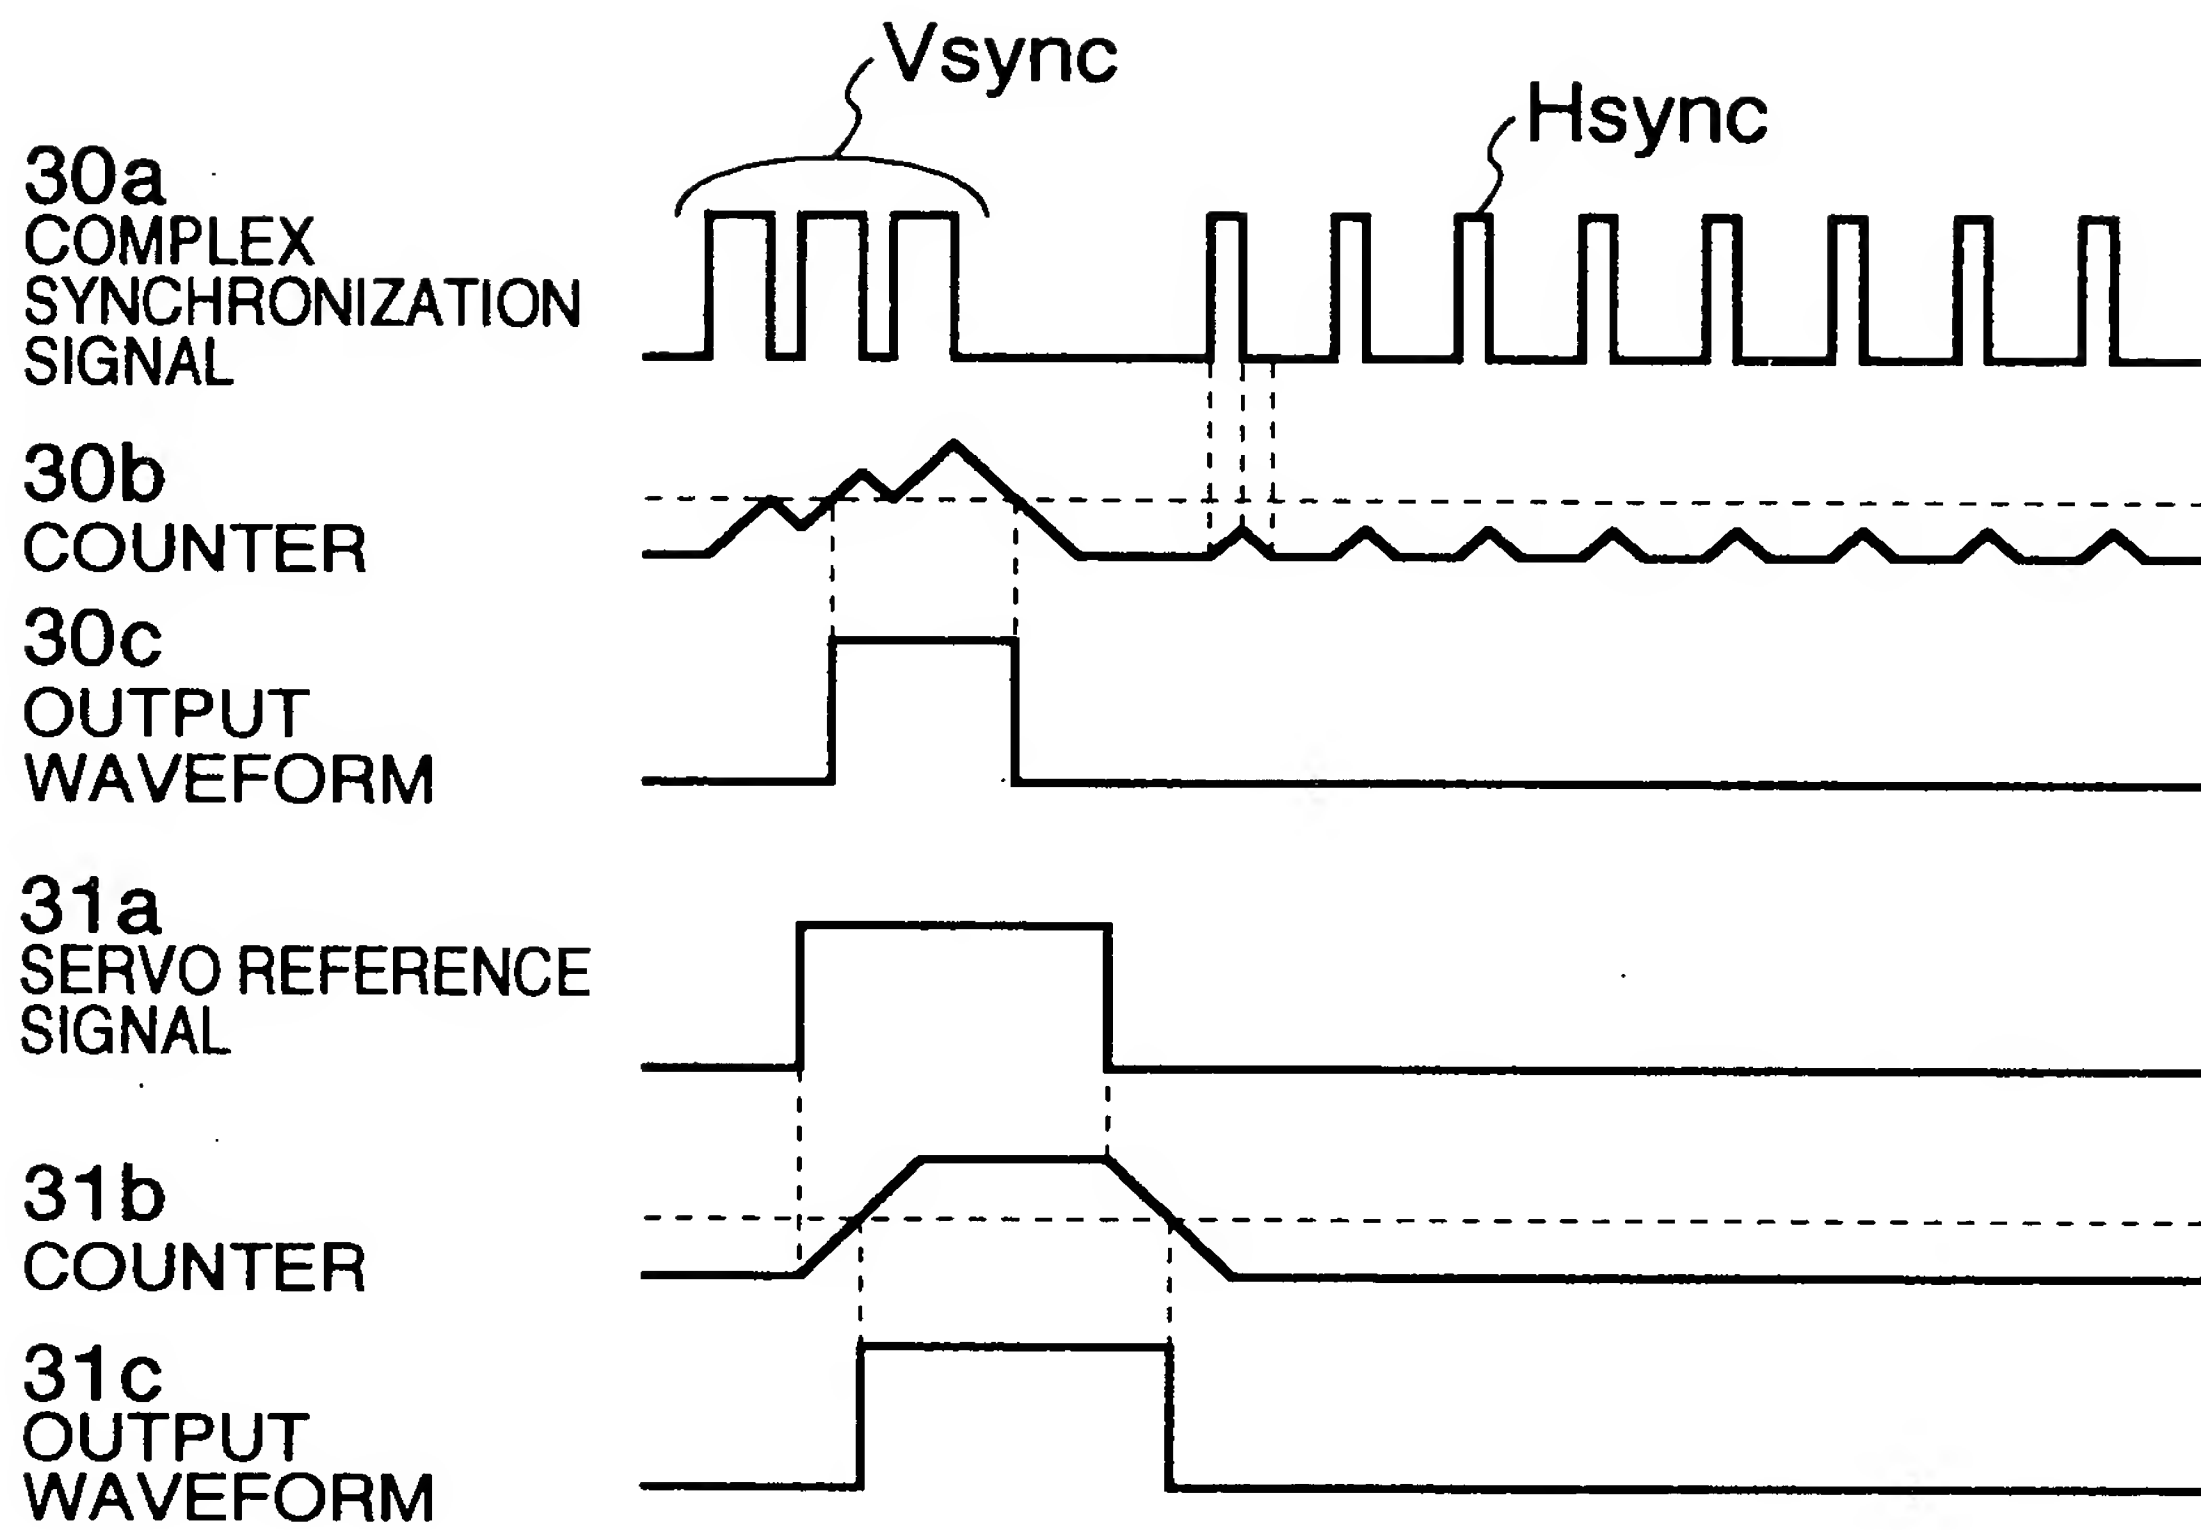 Vsync
Hsync
30a
COMPLEX
SYNCHRONIZATION
SIGNAL
30b
COUNTER
30c
OUTPUT
WAVEFORM
31a
SERVO REFERENCE
SIGNAL
31b
COUNTER
31c
OUTPUT
WAVEFORM